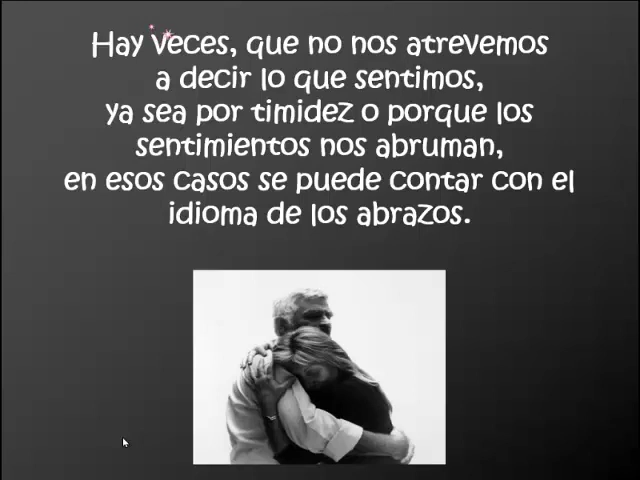 Hay veces, que no nos atrevemos
a decir lo que sentimos,
ya sea por timidez o porque los
sentimientos nos abruman,
en esos casos se puede contar con el
idioma de los abrazos.